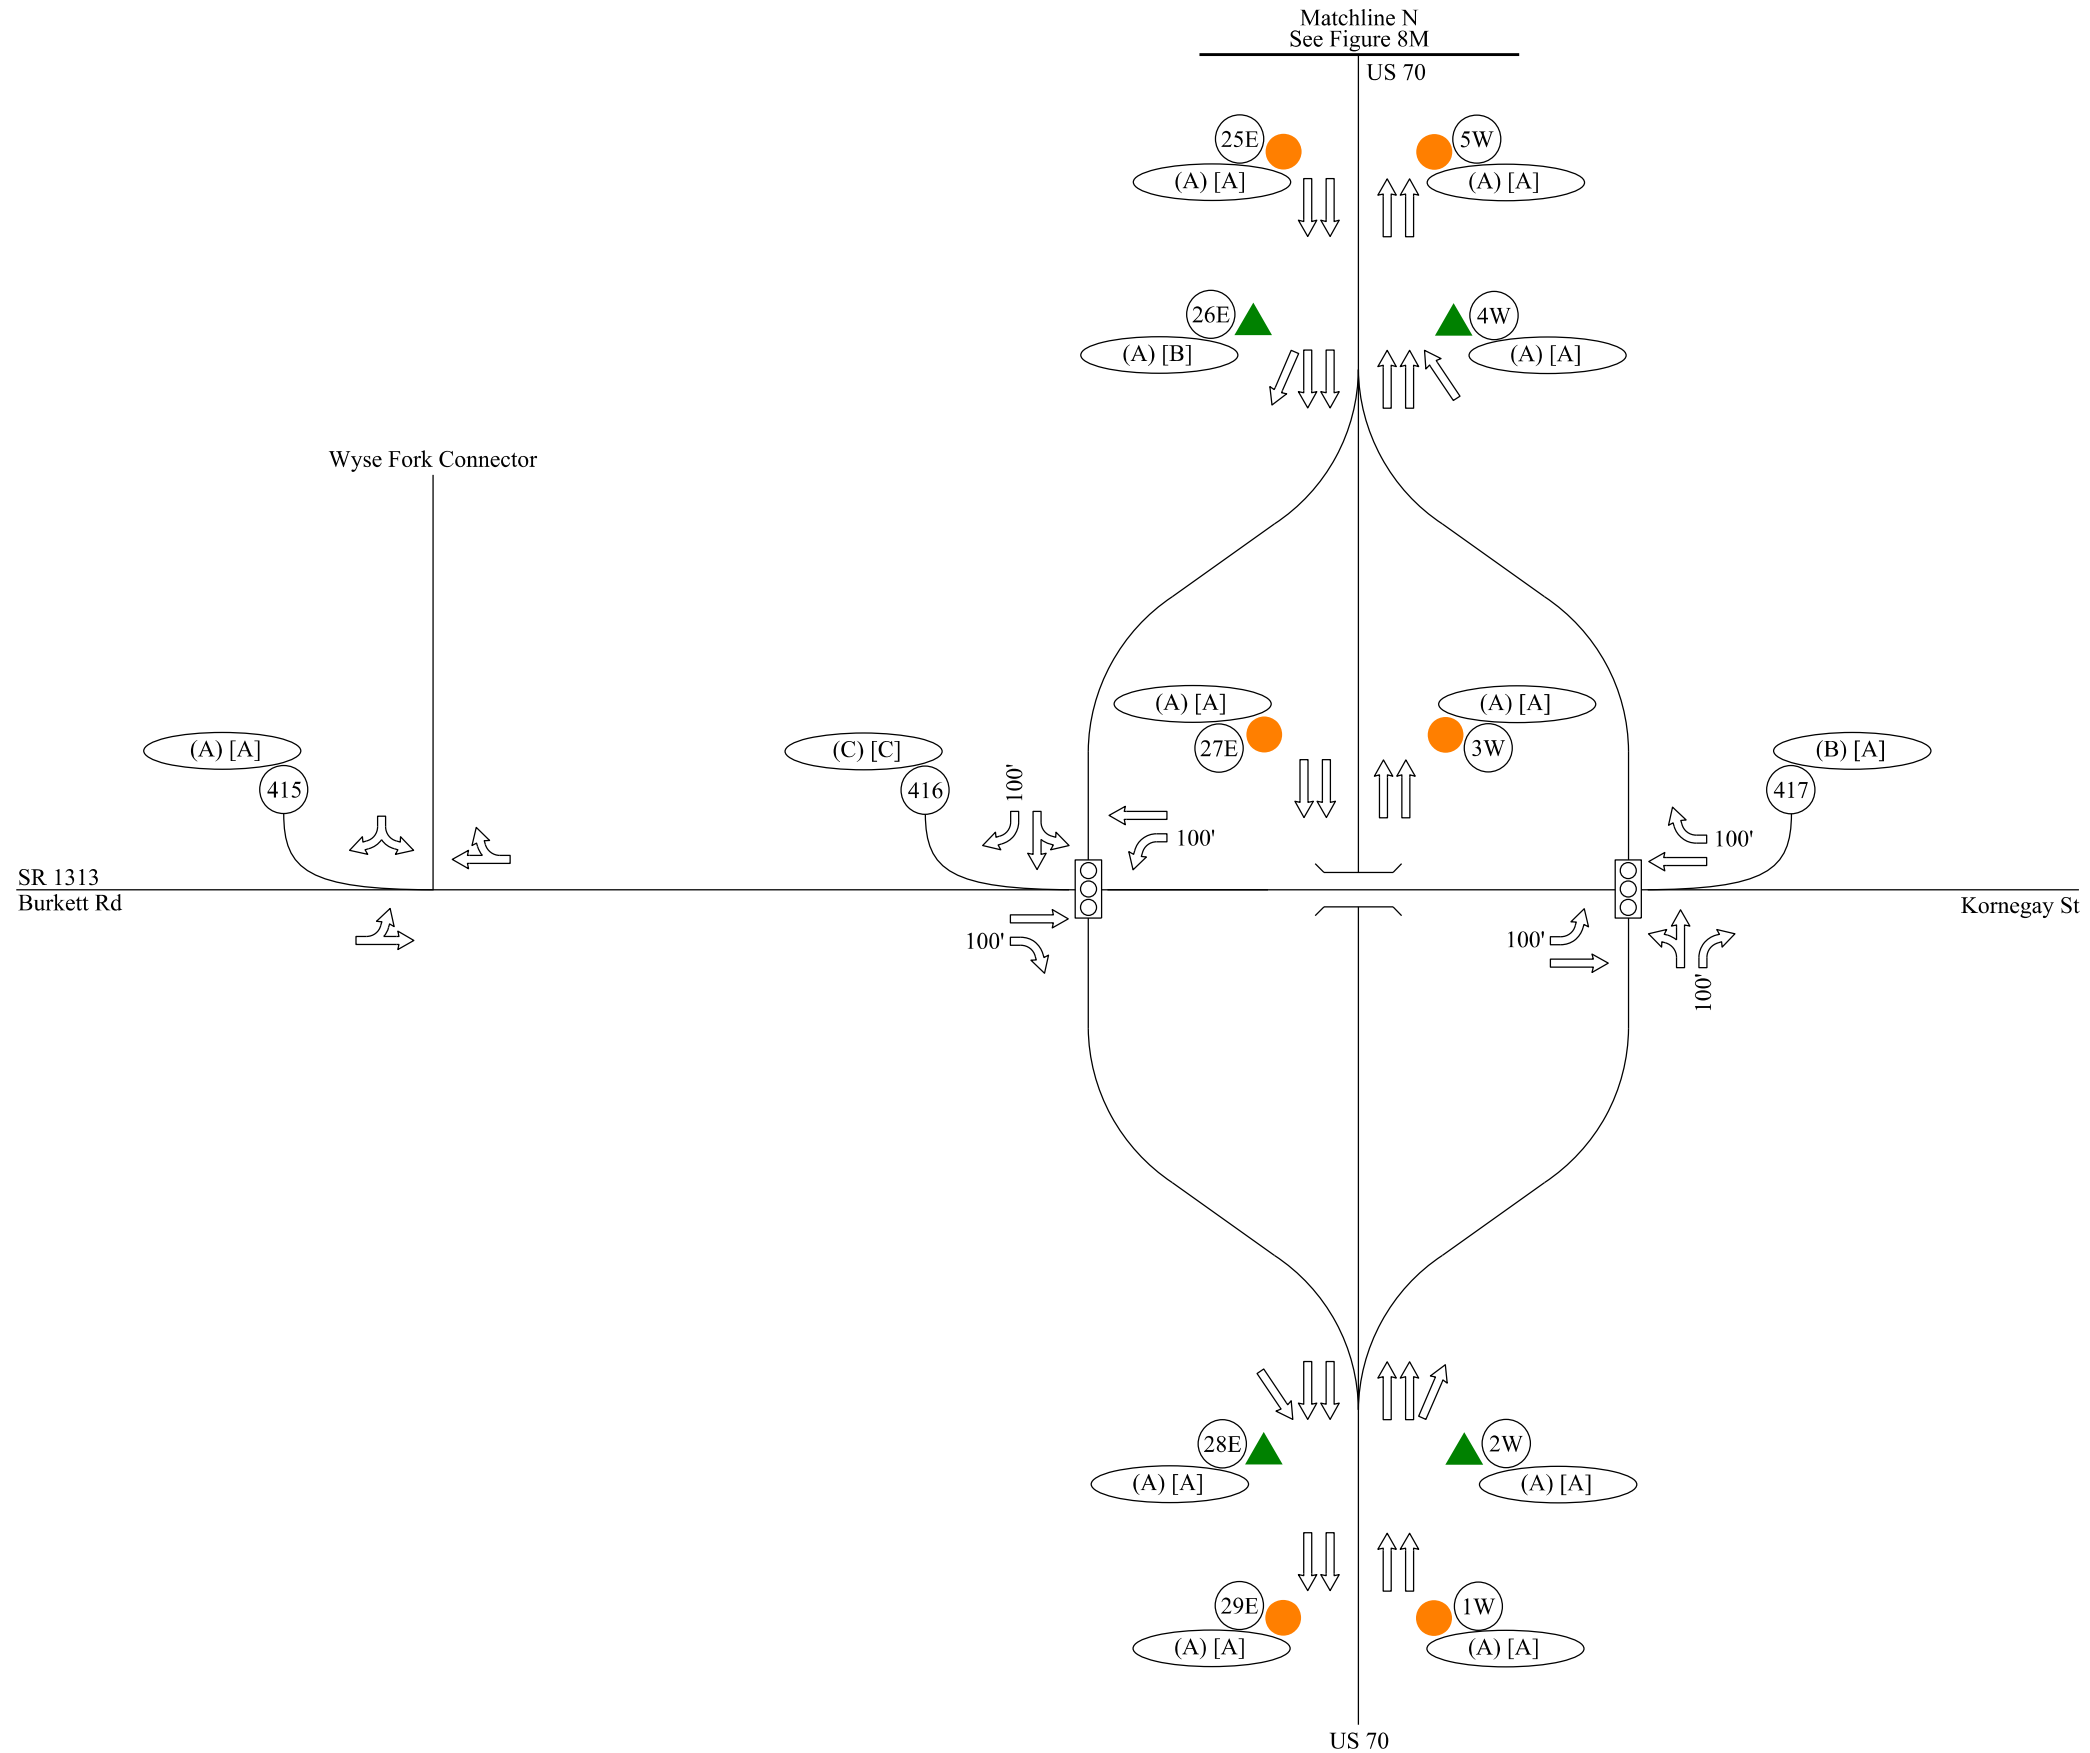 Matchline N
See Figure 8M
US 70
25E
5W
(A) [A]
(A) [A]
26E
4W
(A) [B]
(A) [A]
Wyse Fork Connector
(A) [A]
(A) [A]
27E
3W
(A) [A]
415
(C) [C]
416
(B) [A]
417
100'
100'
100'
SR 1313
Burkett Rd
Kornegay St
100'
100'
100'
28E
2W
(A) [A]
(A) [A]
29E
1W
(A) [A]
(A) [A]
US 70